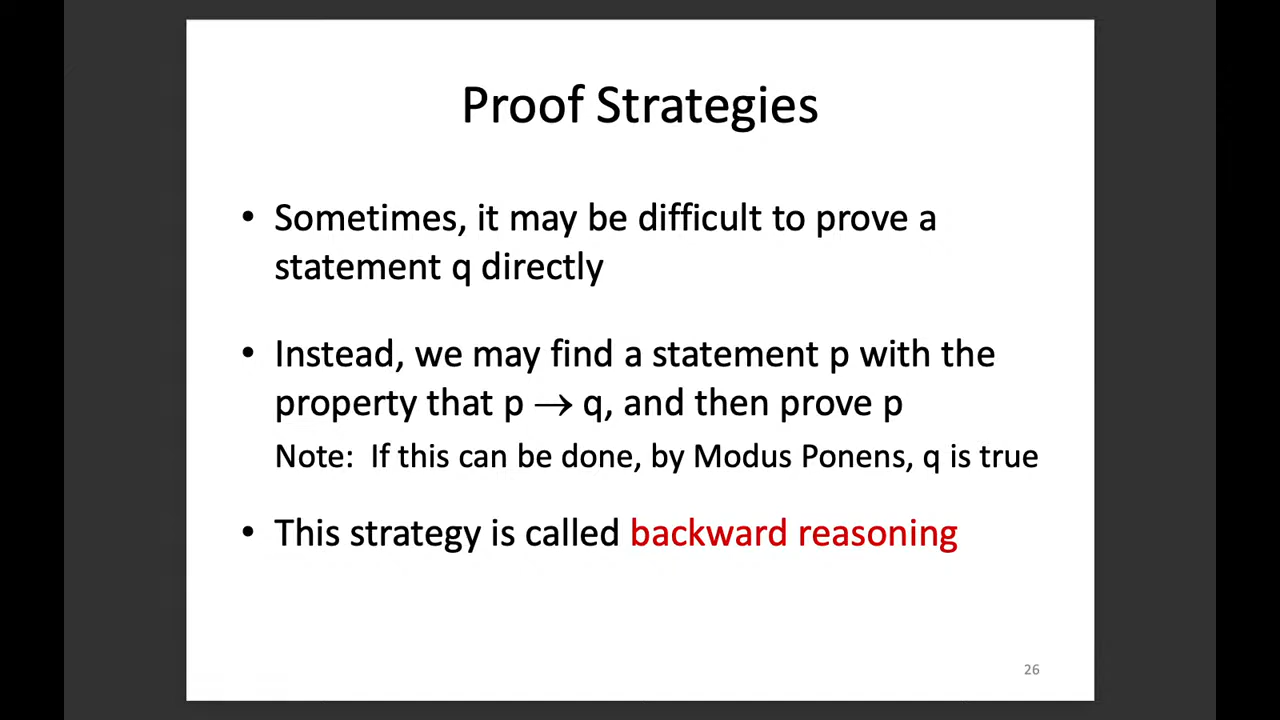 Proof Strategies
• Sometimes, it may be difficult to prove a
statement q directly
• Instead, we may find a statement p with the
property that p → q, and then prove p
Note: If this can be done, by Modus Ponens, q is true
• This strategy is called backward reasoning
26